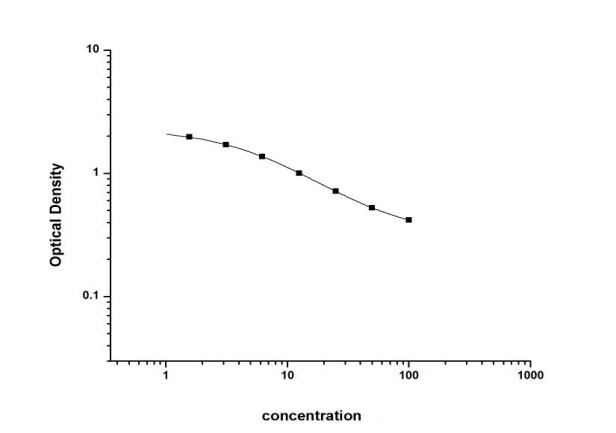 10
1
0.1
Optical Density
1 10 100 1000
concentration